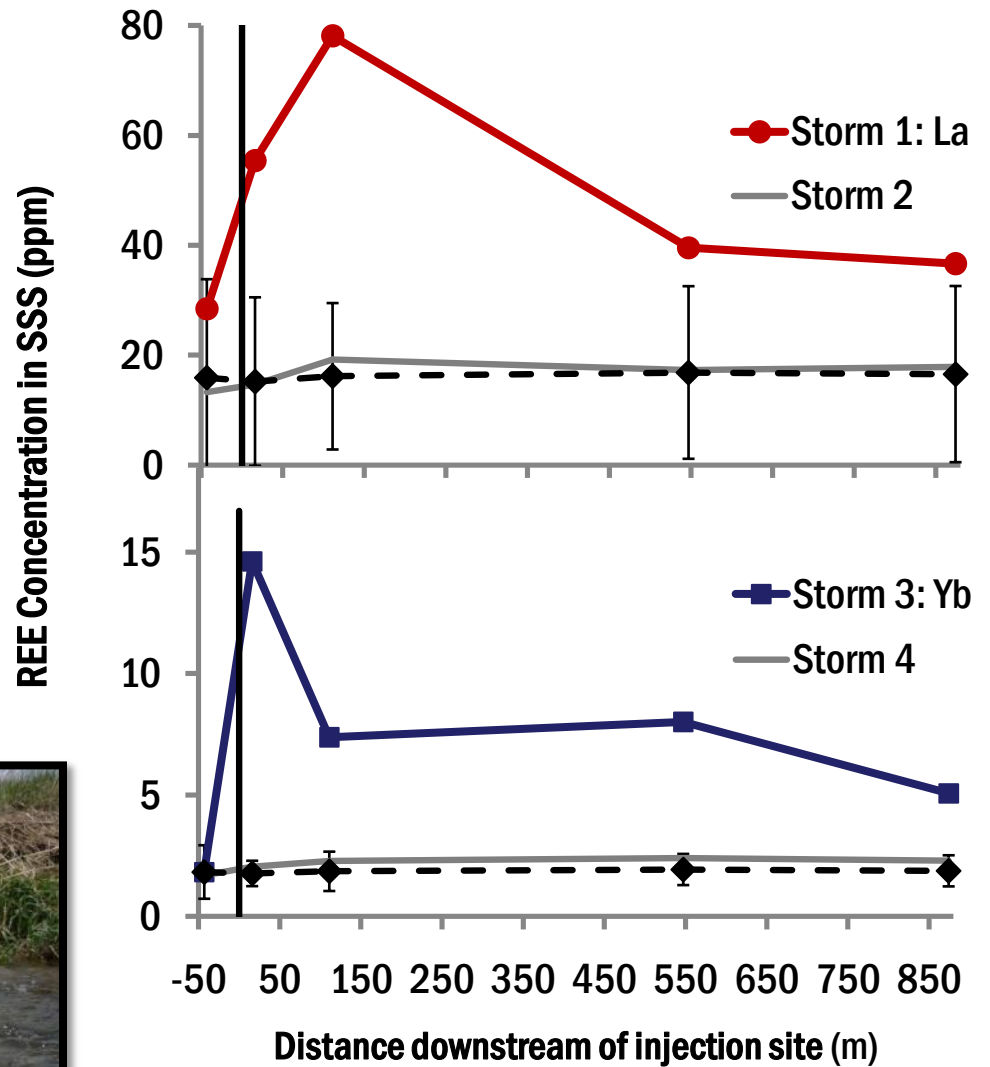 80
60
40
20
0
Storm 1: La
Storm 2
REE Concentration in SSS (ppm)
15
10
5
0
Storm 3: Yb
Storm 4
-50 50 150 250 350 450 550 650 750 850
Distance downstream of injection site (m)